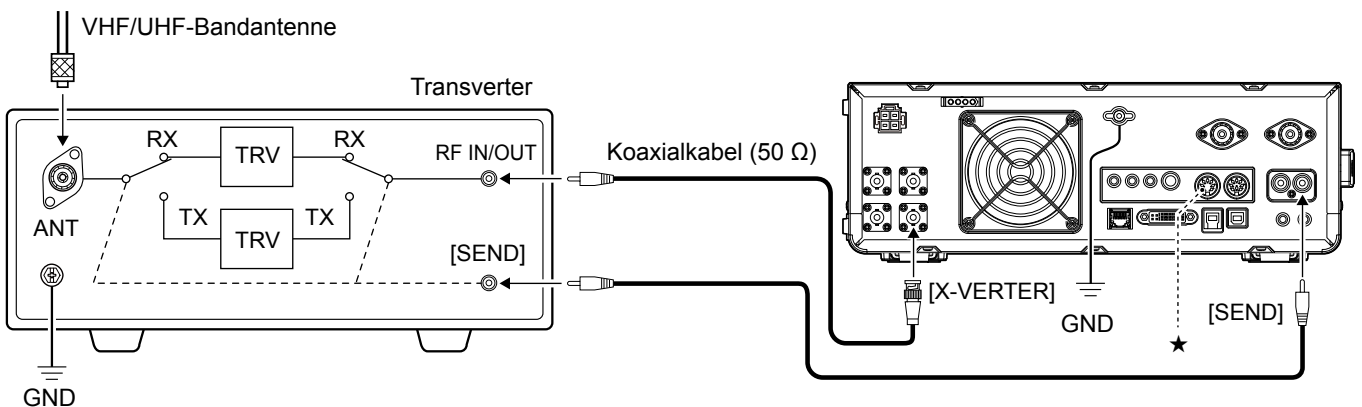 VHF/UHF-Bandantenne
Transverter
RX
RX
TRV
RF IN/OUT
Koaxialkabel (50 Ω)
ANT
TX
TX
TRV
[SEND]
[X-VERTER]
GND
[SEND]
★
GND